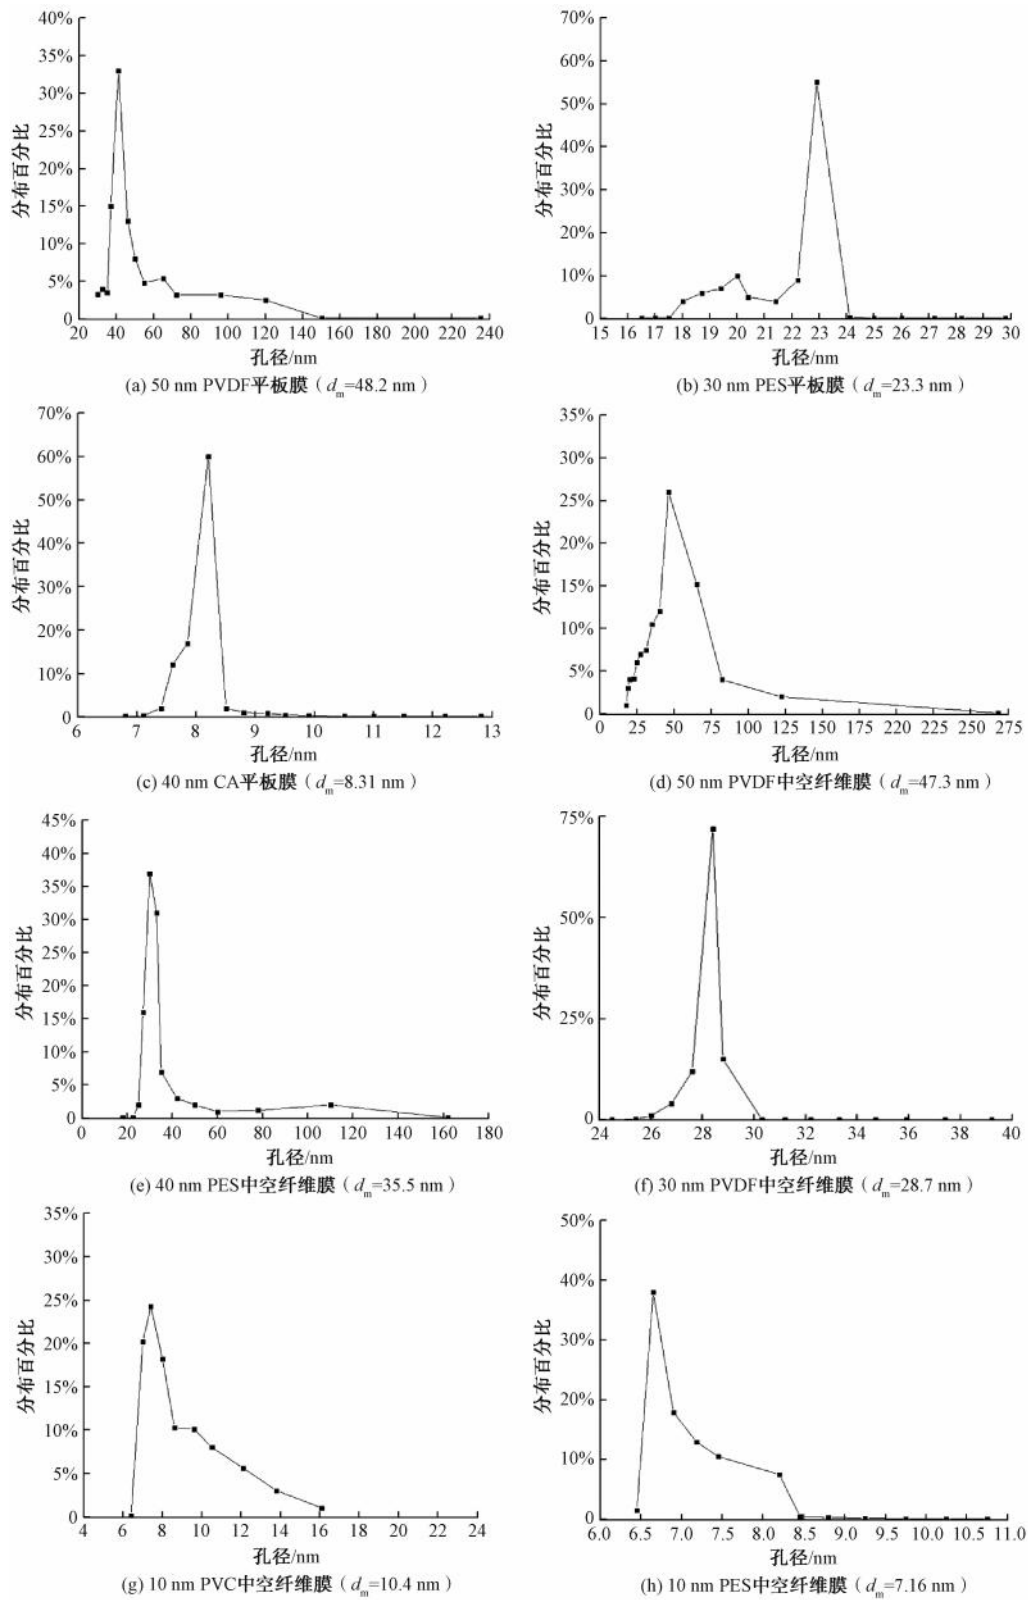 40%
35%
30%
25%
20%
15%
10%
5%
0
分布百分比
20 40 60 80 100 120 140 160 180 200 220 240
孔径/nm
(a) 50 nm PVDF平板膜（dm=48.2 nm）
70%
60%
50%
40%
30%
20%
10%
0
分布百分比
15 16 17 18 19 20 21 22 23 24 25 26 27 28 29 30
孔径/nm
(b) 30 nm PES平板膜（dm=23.3 nm）
70%
60%
50%
40%
30%
20%
10%
0
分布百分比
6 7 8 9 10 11 12 13
孔径/nm
(c) 40 nm CA平板膜（dm=8.31 nm）
35%
30%
25%
20%
15%
10%
5%
0
分布百分比
0 25 50 75 100 125 150 175 200 225 250 275
孔径/nm
(d) 50 nm PVDF中空纤维膜（dm=47.3 nm）
45%
40%
35%
30%
25%
20%
15%
10%
5%
0
分布百分比
0 20 40 60 80 100 120 140 160 180
孔径/nm
(e) 40 nm PES中空纤维膜（dm=35.5 nm）
75%
50%
25%
0
分布百分比
24 26 28 30 32 34 36 38 40
孔径/nm
(f) 30 nm PVDF中空纤维膜（dm=28.7 nm）
35%
30%
25%
20%
15%
10%
5%
0
分布百分比
4 6 8 10 12 14 16 18 20 22 24
孔径/nm
(g) 10 nm PVC中空纤维膜（dm=10.4 nm）
50%
40%
30%
20%
10%
0
分布百分比
6.0 6.5 7.0 7.5 8.0 8.5 9.0 9.5 10.0 10.5 11.0
孔径/nm
(h) 10 nm PES中空纤维膜（dm=7.16 nm）